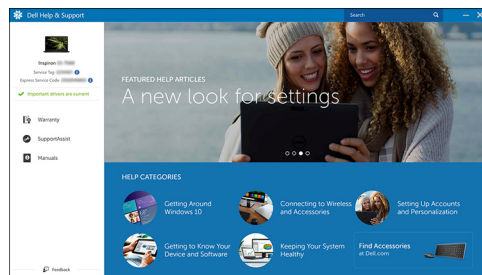 Dell Help & Support
Search
Inspiron
Service Tag:
Express Service Code:
Important drivers are current
Warranty
SupportAssist
Manuals
Feedback
FEATURED HELP ARTICLES
A new look for settings
HELP CATEGORIES
Getting Around
Windows 10
Connecting to Wireless
and Accessories
Setting Up Accounts
and Personalization
Getting to Know Your
Device and Software
Keeping Your System
Healthy
Find Accessories
at Dell.com